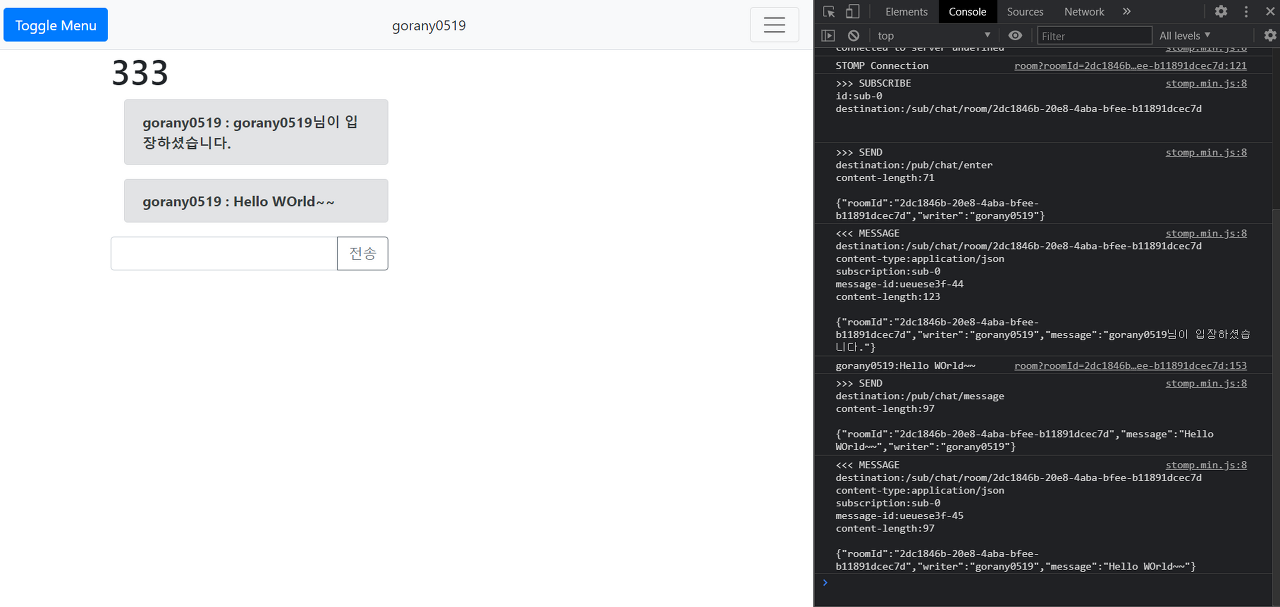 Toggle Menu
gorany0519
333
gorany0519 : gorany0519님이 입
장하셨습니다.
gorany0519 : Hello WOrld~~
전송
Elements Console Sources Network »
top Filter All levels
connected to server undefined stomp.min.js:8
STOMP Connection room?roomId=2dc1846b…ee-b11891dcec7d:121
>>> SUBSCRIBE stomp.min.js:8
id:sub-0
destination:/sub/chat/room/2dc1846b-20e8-4aba-bfee-b11891dcec7d
>>> SEND stomp.min.js:8
destination:/pub/chat/enter
content-length:71
{"roomId":"2dc1846b-20e8-4aba-bfee-
b11891dcec7d","writer":"gorany0519"}
<<< MESSAGE stomp.min.js:8
destination:/sub/chat/room/2dc1846b-20e8-4aba-bfee-b11891dcec7d
content-type:application/json
subscription:sub-0
message-id:ueuese3f-44
content-length:123
{"roomId":"2dc1846b-20e8-4aba-bfee-
b11891dcec7d","writer":"gorany0519","message":"gorany0519님이 입장하셨습
니다."}
gorany0519:Hello WOrld~~ room?roomId=2dc1846b…ee-b11891dcec7d:153
>>> SEND stomp.min.js:8
destination:/pub/chat/message
content-length:97
{"roomId":"2dc1846b-20e8-4aba-bfee-b11891dcec7d","message":"Hello
WOrld~~","writer":"gorany0519"}
<<< MESSAGE stomp.min.js:8
destination:/sub/chat/room/2dc1846b-20e8-4aba-bfee-b11891dcec7d
content-type:application/json
subscription:sub-0
message-id:ueuese3f-45
content-length:97
{"roomId":"2dc1846b-20e8-4aba-bfee-
b11891dcec7d","writer":"gorany0519","message":"Hello WOrld~~"}